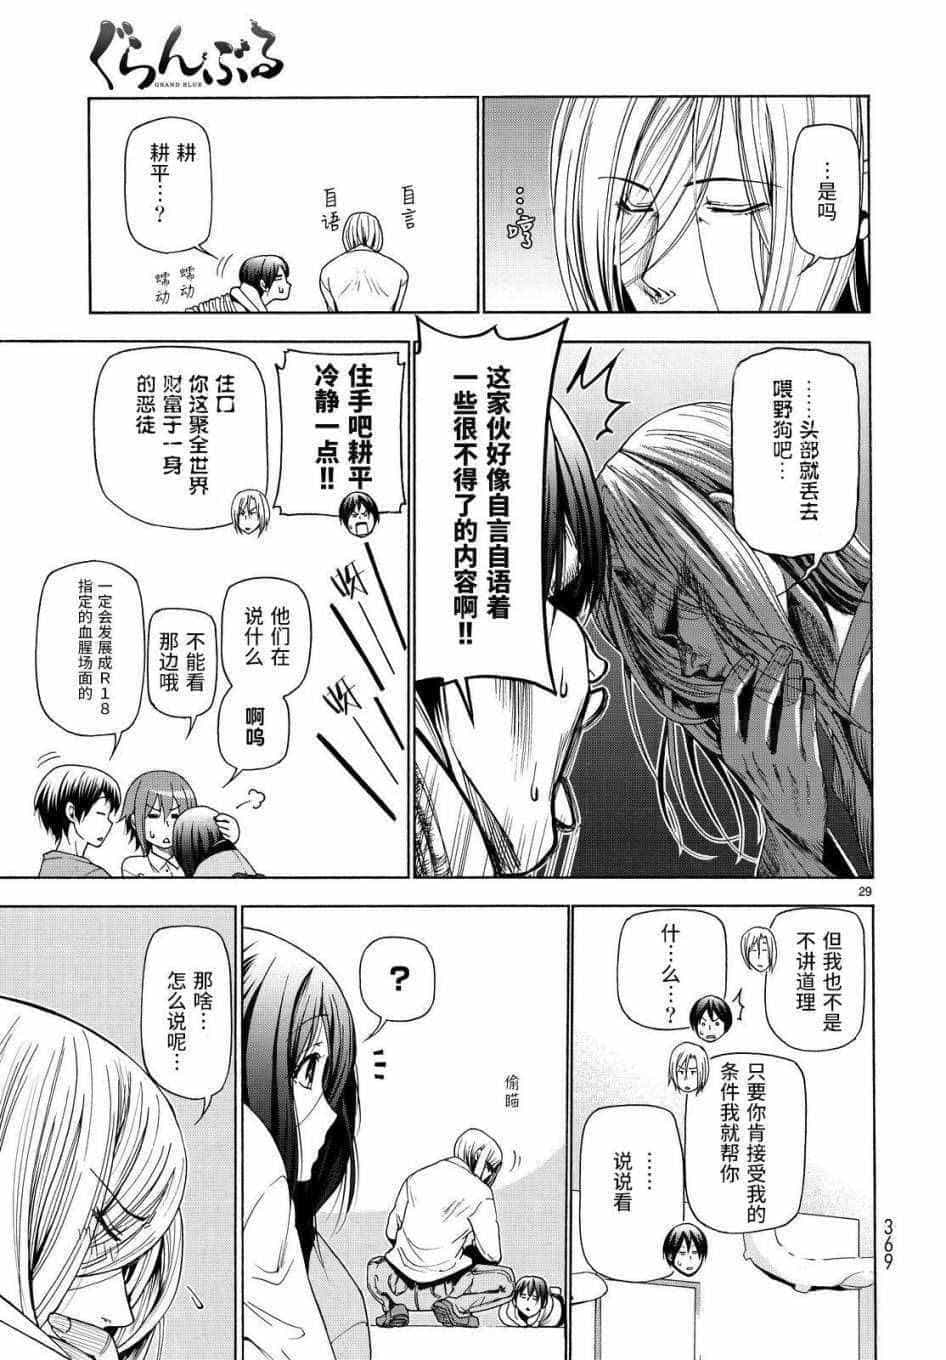 ぐらんぶる
GRAND BLUE
…是吗
…哼
自言
自语
耕
耕平…?
蠕动
蠕动
……头部就丢去
喂野狗吧…
这家伙好像自言自语着
一些很不得了的内容啊!!
住手吧耕平
冷静一点!!
住口
你这聚全世界
财富于一身
的恶徒
呀
呀
他们在
说什么
啊呜
不能看
那边哦
一定会发展成R18
指定的血腥场面的
29
但我也不是
不讲道理
什…么…?
只要你肯接受我的
条件我就帮你
……
说说看
369
偷瞄
?
那啥…
怎么说呢…